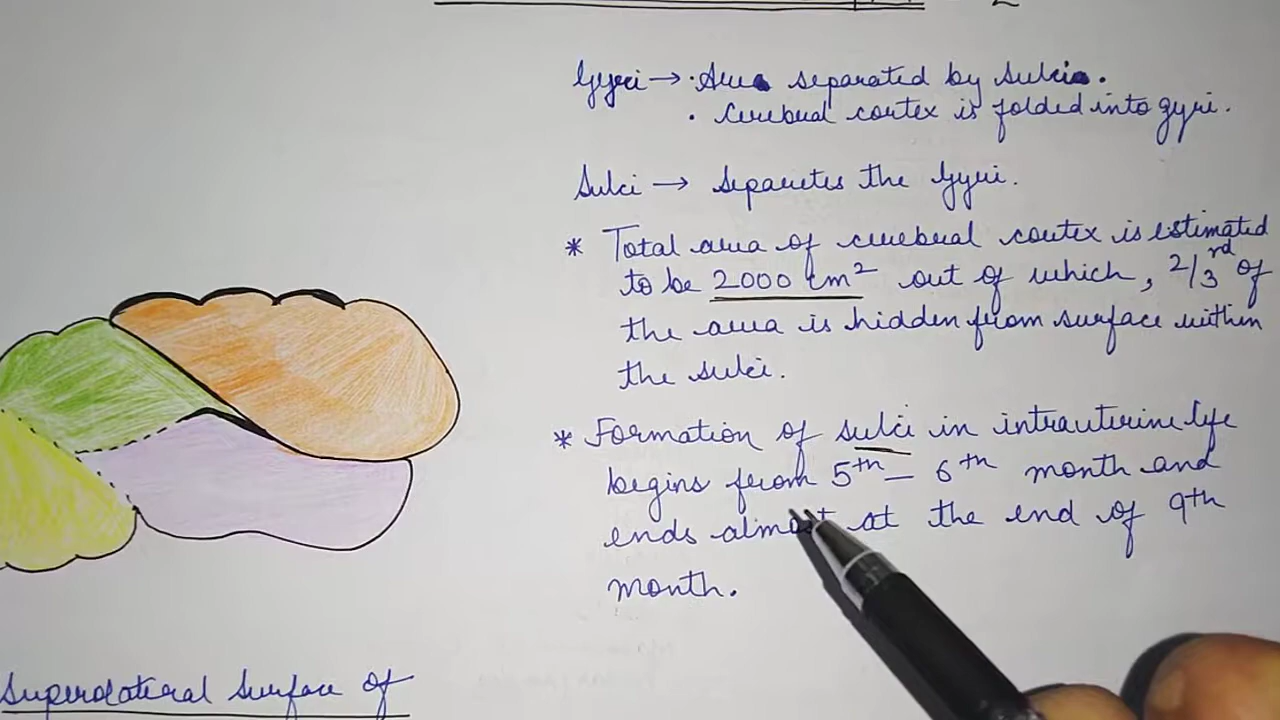 Gyri → • Area separated by sulci.
• Cerebral cortex is folded into gyri.
Sulci → separates the Gyri.
* Total area of cerebral cortex is estimated
to be 2000 cm² out of which, 2/3rd of
the area is hidden from surface within
the sulci.
* Formation of sulci in intrauterine life
begins from 5th – 6th month and
ends almost at the end of 9th
month.
Superolateral surface of